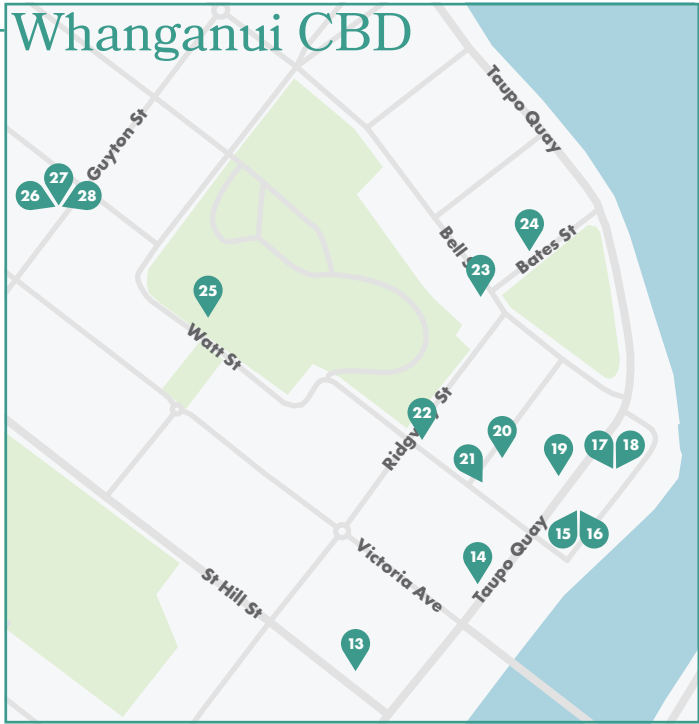 Whanganui CBD
Taupo Quay
Guyton St
27
26
28
24
Bates St
Bell S
23
25
Watt St
22
Ridgw y St
20
21
19
17
18
15
16
14
Taupo Quay
Victoria Ave
St Hill St
13